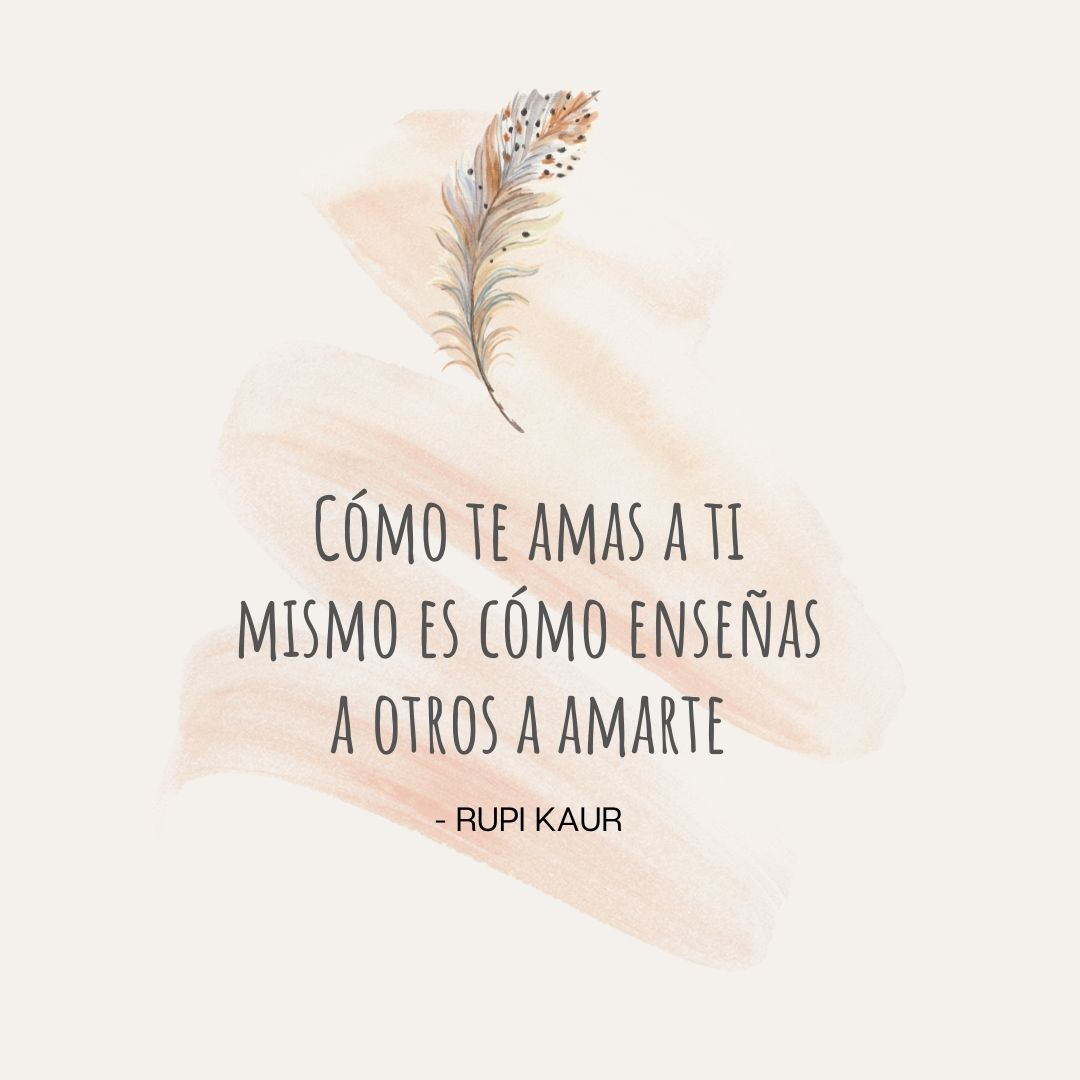 Cómo te amas a ti
mismo es cómo enseñas
a otros a amarte
- RUPI KAUR